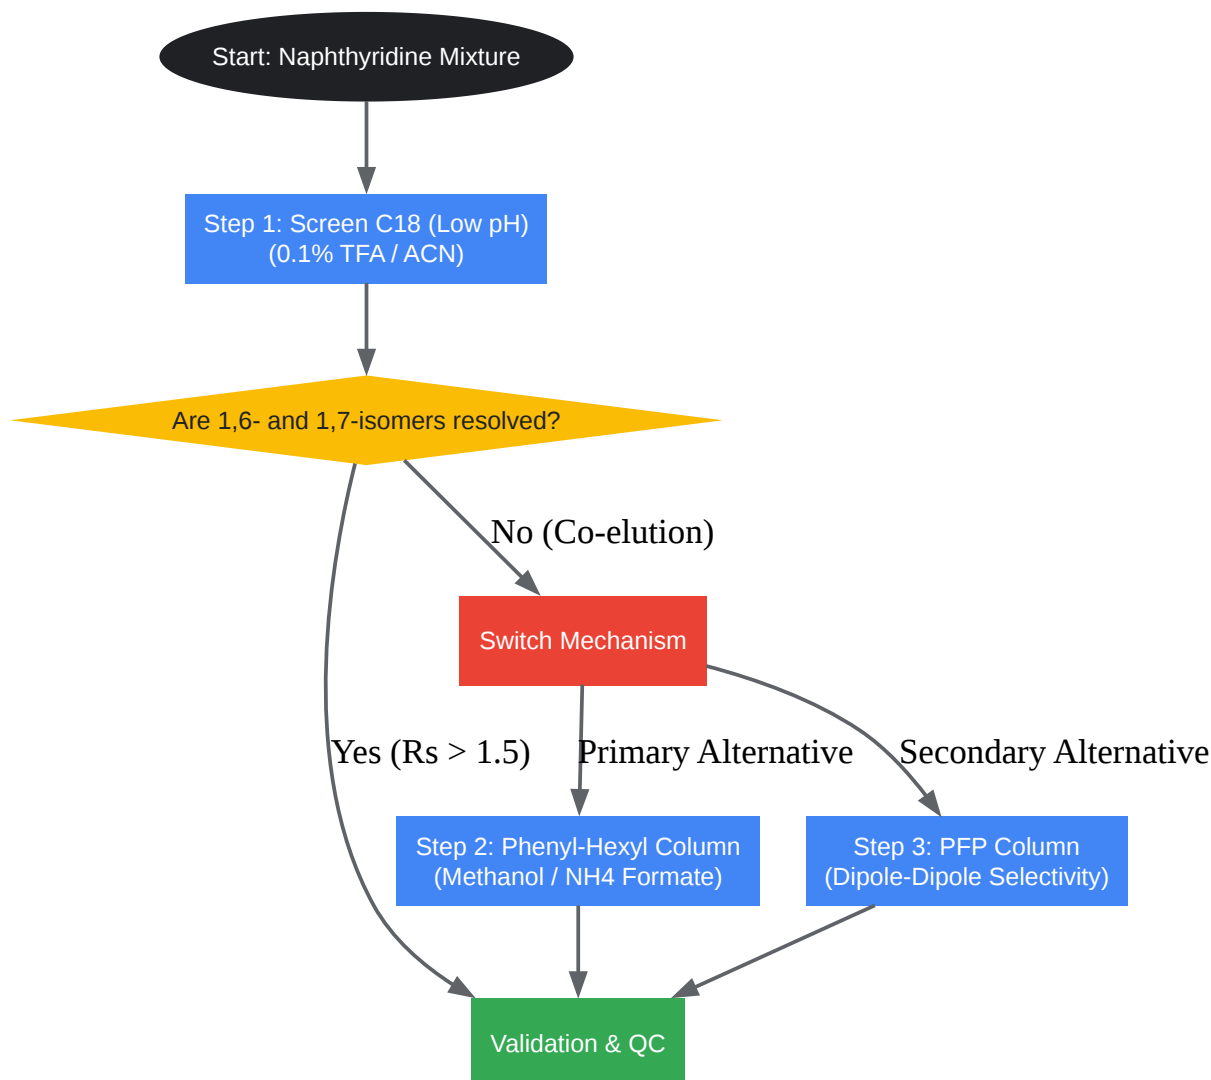 Start: Naphthyridine Mixture
Step 1: Screen C18 (Low pH)
(0.1% TFA / ACN)
Are 1,6- and 1,7-isomers resolved?
No (Co-elution)
Switch Mechanism
Yes (Rs > 1.5)
Primary Alternative
Secondary Alternative
Step 2: Phenyl-Hexyl Column
(Methanol / NH4 Formate)
Step 3: PFP Column
(Dipole-Dipole Selectivity)
Validation & QC